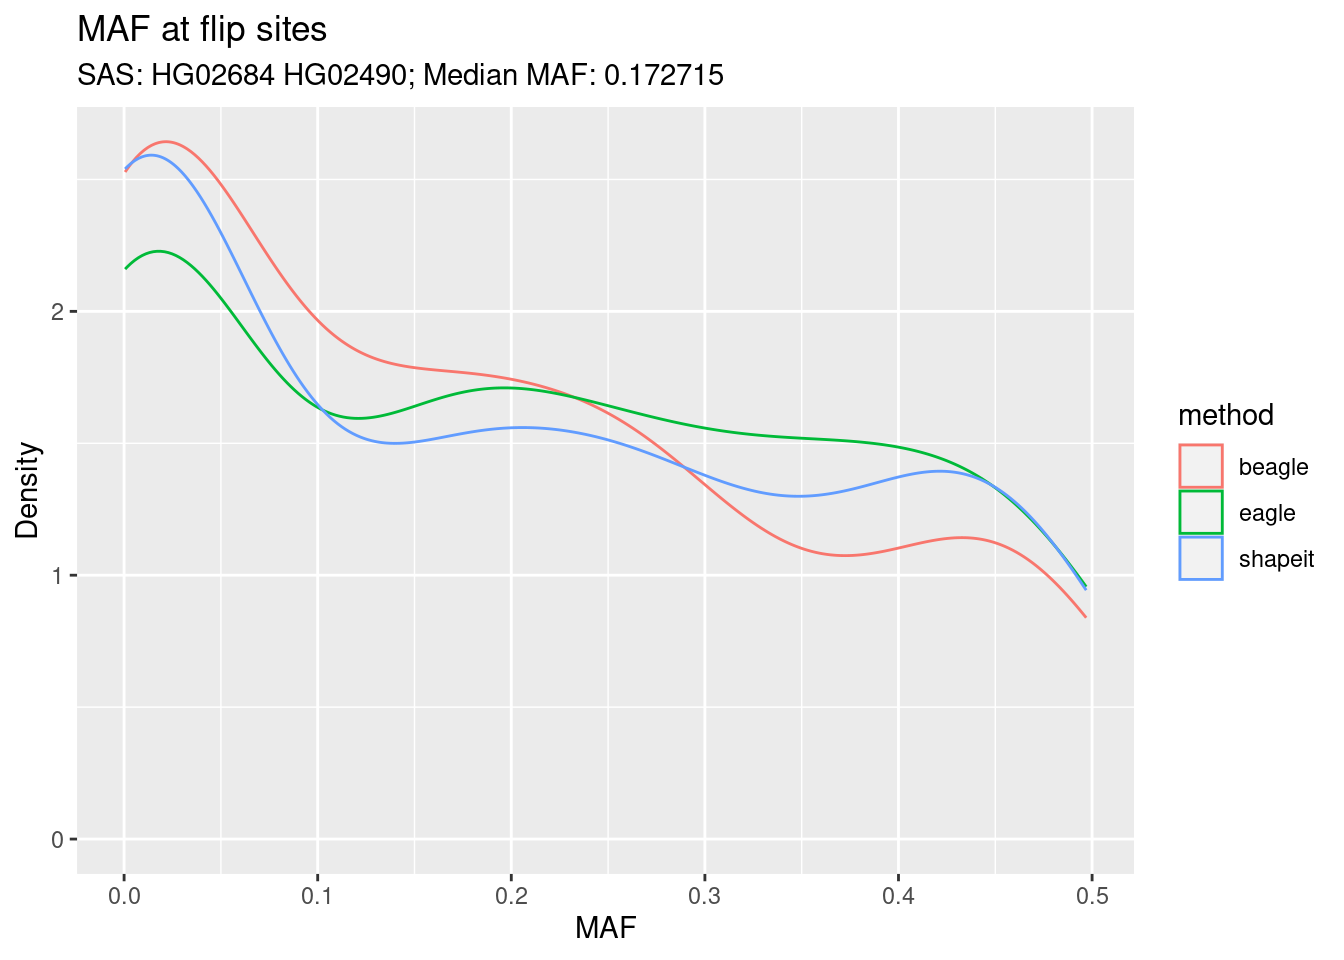 MAF at flip sites
SAS: HG02684 HG02490; Median MAF: 0.172715
Density
2
1
0
0.0 0.1 0.2 0.3 0.4 0.5
MAF
method
beagle
eagle
shapeit